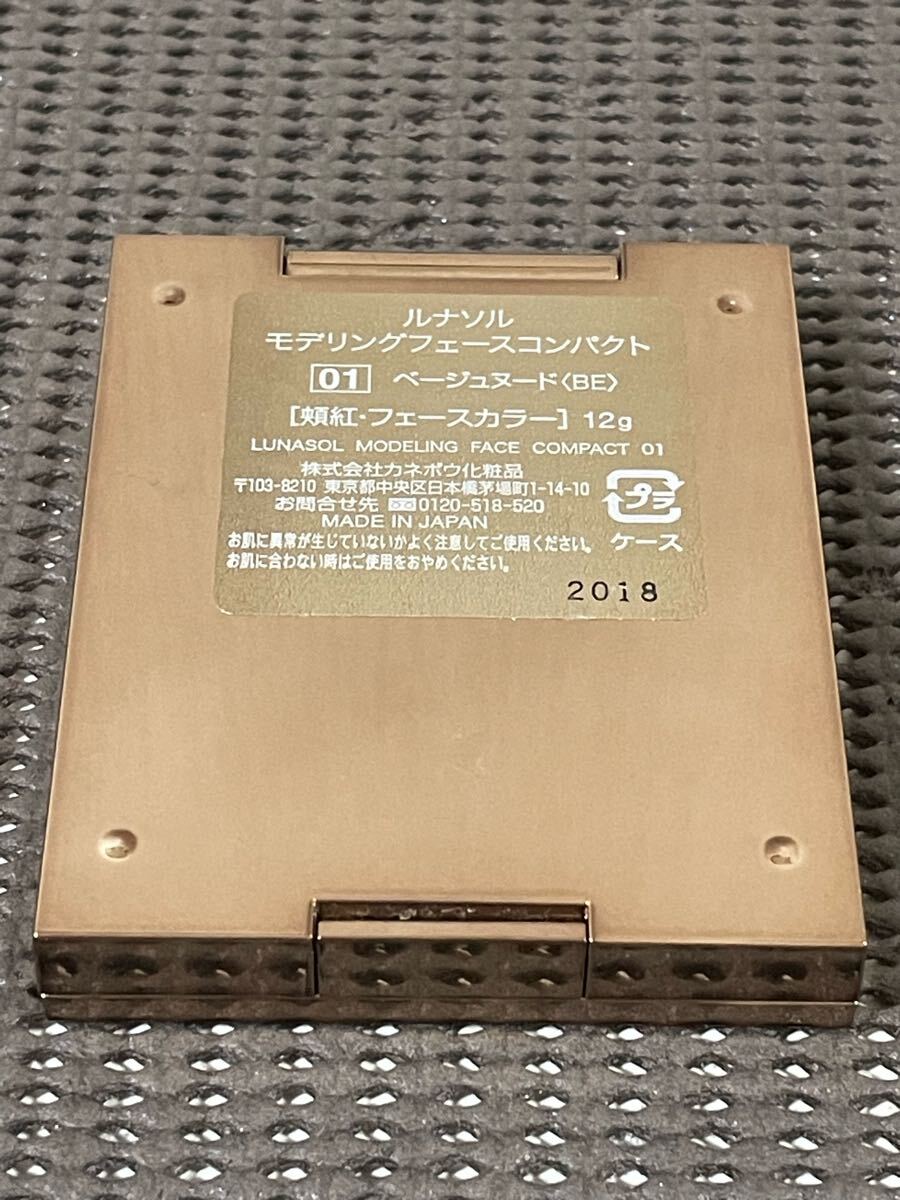 ルナソル
モデリングフェースコンパクト
01 ベージュヌード〈BE〉
［頬紅・フェースカラー］12g
LUNASOL MODELING FACE COMPACT 01
株式会社カネボウ化粧品
〒103-8210 東京都中央区日本橋茅場町1-14-10
お問合せ先 0120-518-520
MADE IN JAPAN
お肌に異常が生じていないかよく注意してご使用ください。
お肌に合わない時はご使用をおやめください。
プラ
ケース
2018